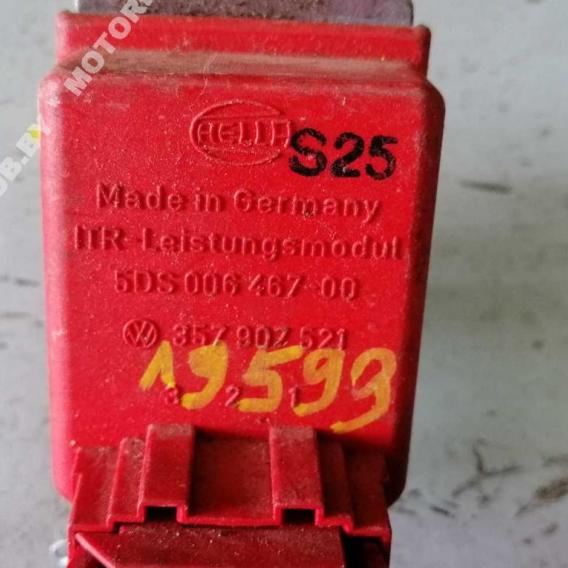 HELLA S25
Made in Germany
ITR-Leistungsmodul
5DS 006 467-00
357 907 521
19593
3 2 1